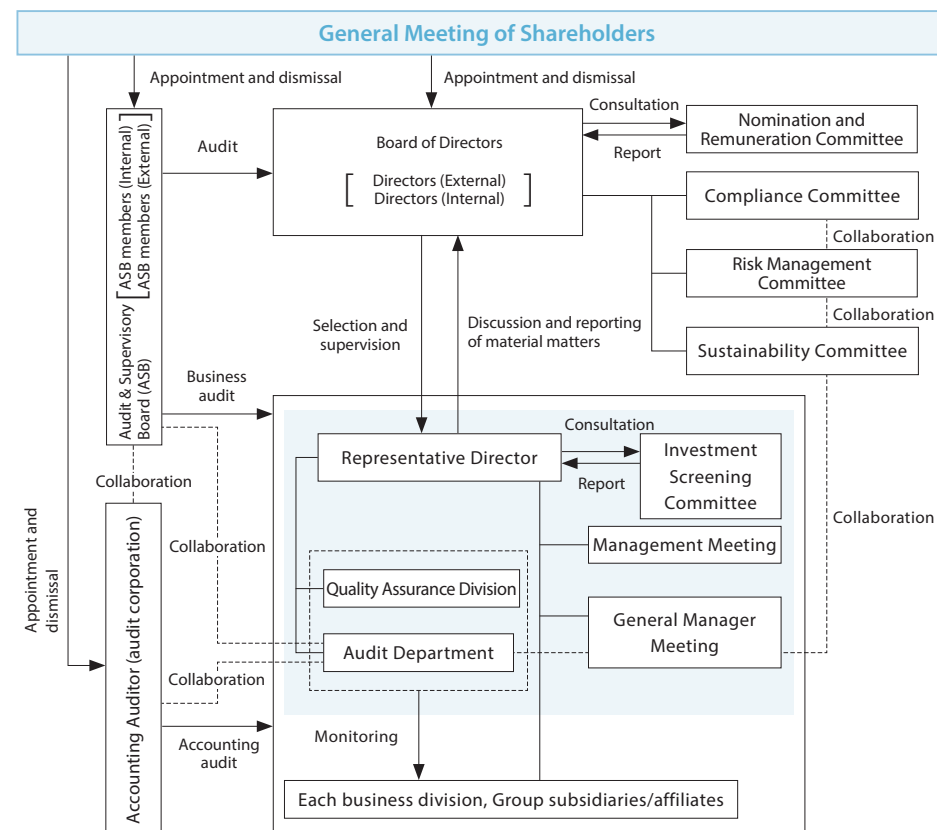 General Meeting of Shareholders
Appointment and dismissal
Appointment and dismissal
Consultation
Nomination and
Remuneration Committee
Report
Audit
Board of Directors
Directors (External)
Directors (Internal)
ASB members (Internal)
ASB members (External)
Audit & Supervisory
Board (ASB)
Compliance Committee
Collaboration
Risk Management
Committee
Collaboration
Sustainability Committee
Selection and
supervision
Discussion and reporting
of material matters
Business
audit
Representative Director
Consultation
Report
Investment
Screening
Committee
Collaboration
Collaboration
Management Meeting
Collaboration
Appointment and
dismissal
Quality Assurance Division
General Manager
Meeting
Audit Department
Collaboration
Accounting Auditor (audit corporation)
Monitoring
Accounting
audit
Each business division, Group subsidiaries/affiliates